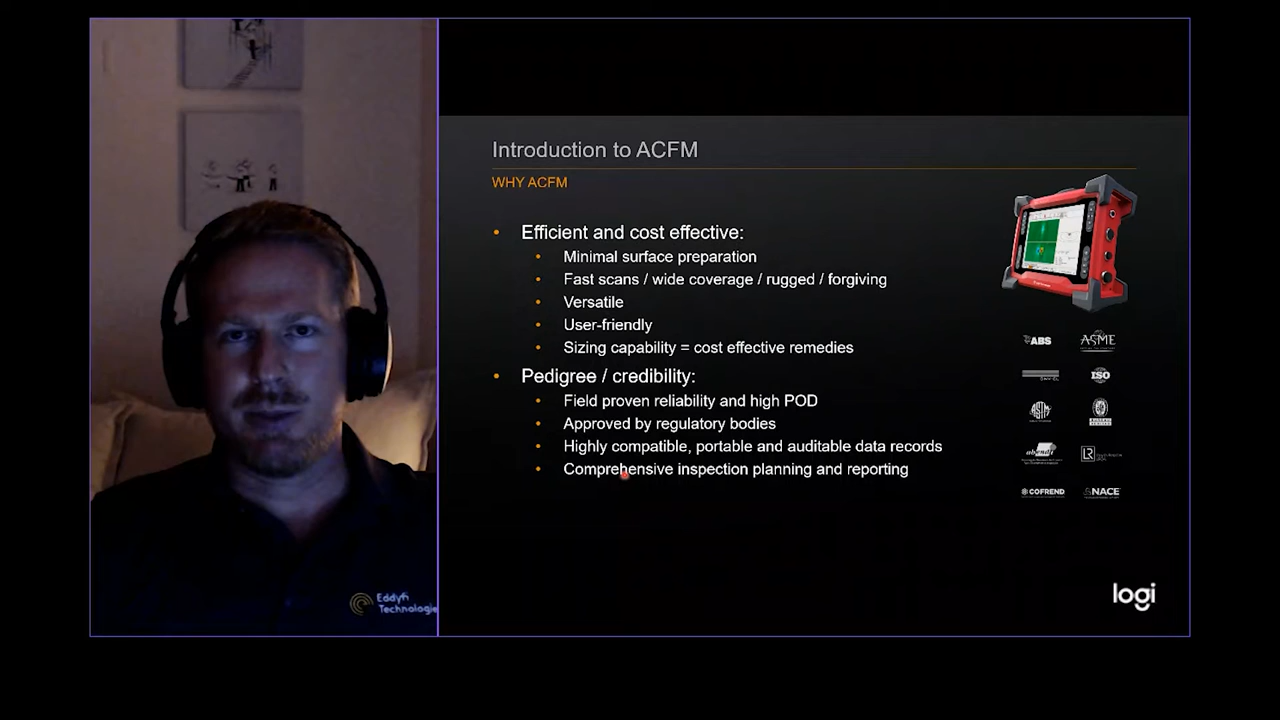 Introduction to ACFM
WHY ACFM
• Efficient and cost effective:
• Minimal surface preparation
• Fast scans / wide coverage / rugged / forgiving
• Versatile
• User-friendly
• Sizing capability = cost effective remedies
• Pedigree / credibility:
• Field proven reliability and high POD
• Approved by regulatory bodies
• Highly compatible, portable and auditable data records
• Comprehensive inspection planning and reporting
ABS
ASME
ISO
ASTM
abendi
LR
COFREND
NACE
logi
Eddyfi
Technologie